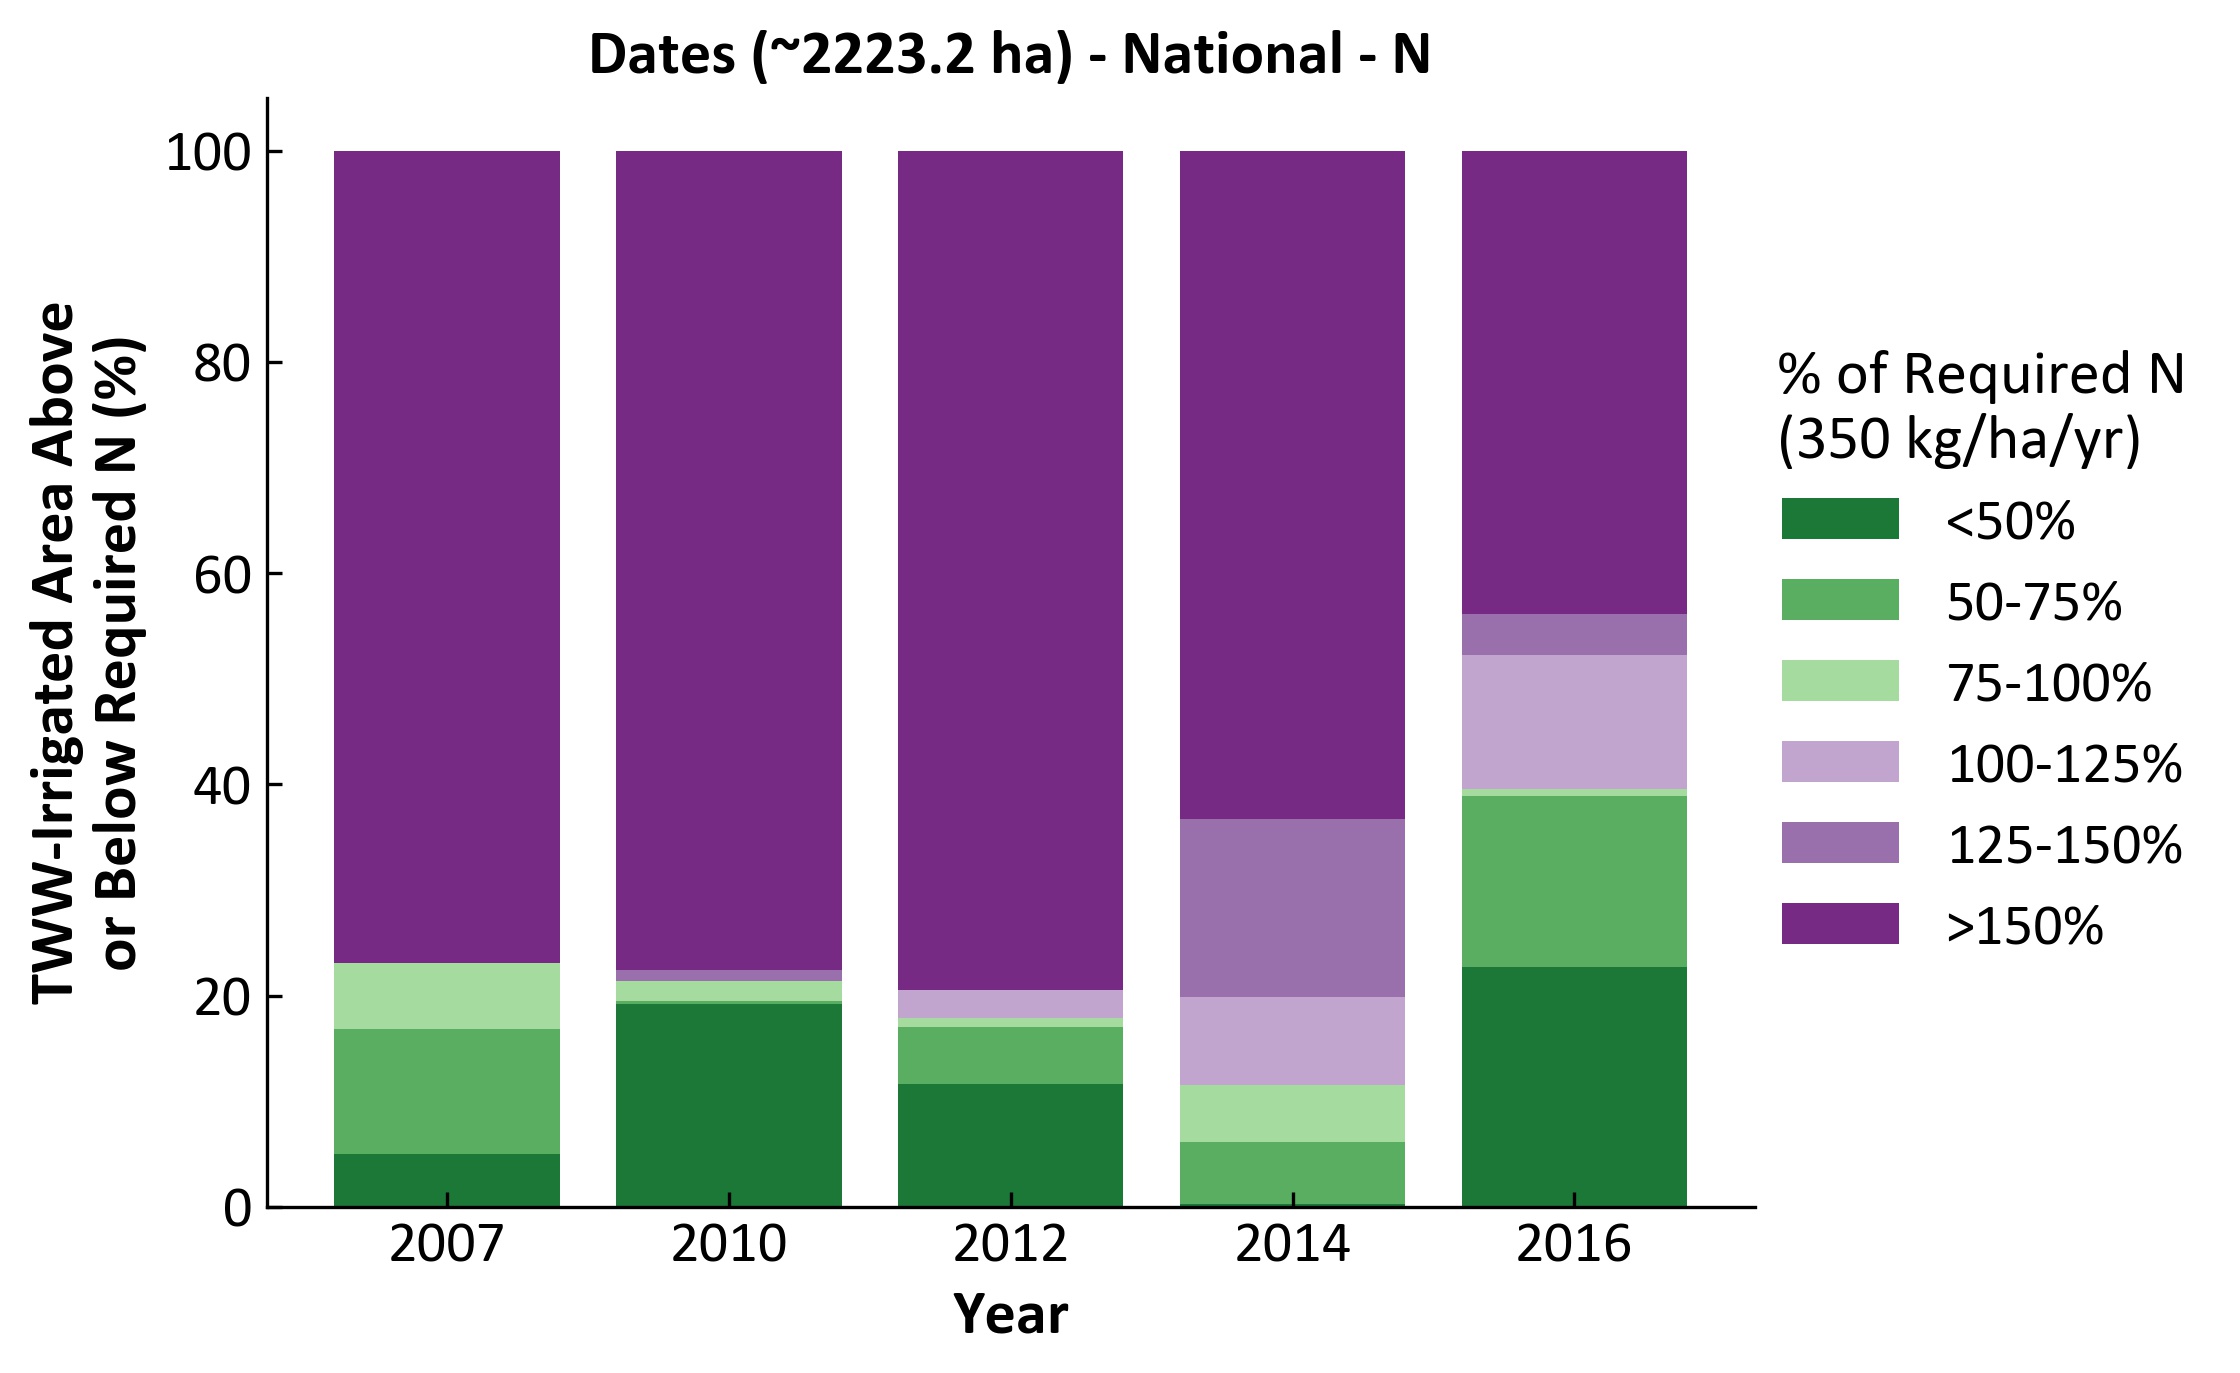 Dates (~2223.2 ha) - National - N
TWW-Irrigated Area Above
or Below Required N (%)
100
80
60
40
20
0
2007
2010
2012
2014
2016
Year
% of Required N
(350 kg/ha/yr)
<50%
50-75%
75-100%
100-125%
125-150%
>150%